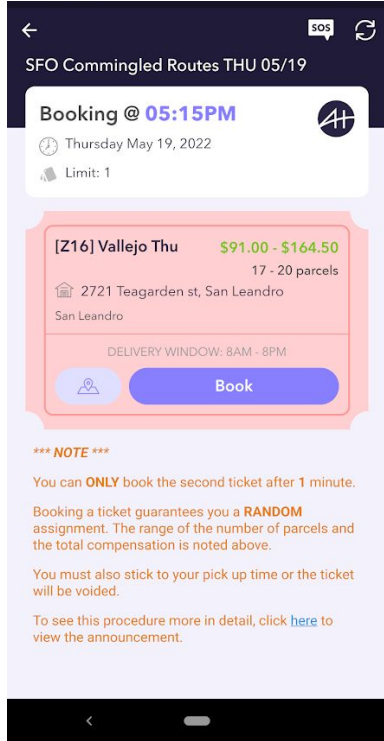 SOS
SFO Commingled Routes THU 05/19
Booking @ 05:15PM
AH
Thursday May 19, 2022
Limit: 1
[Z16] Vallejo Thu $91.00 - $164.50
17 - 20 parcels
2721 Teagarden st, San Leandro
San Leandro
DELIVERY WINDOW: 8AM - 8PM
Book
*** NOTE ***
You can ONLY book the second ticket after 1 minute.
Booking a ticket guarantees you a RANDOM
assignment. The range of the number of parcels and
the total compensation is noted above.
You must also stick to your pick up time or the ticket
will be voided.
To see this procedure more in detail, click here to
view the announcement.